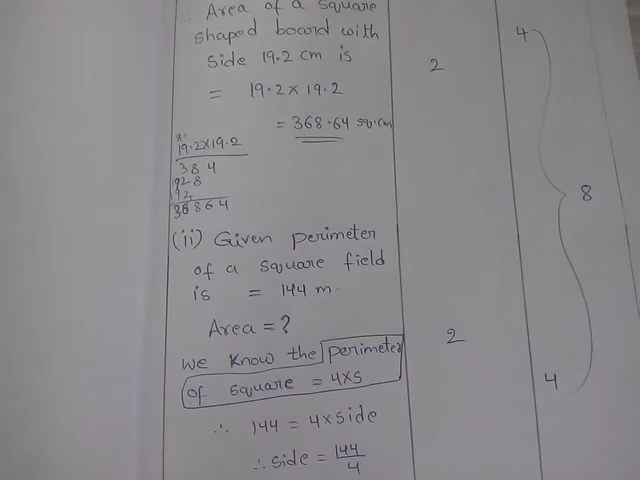 ∴ Area of a square
shaped board with
side 19.2 cm is
= 19.2 × 19.2
= 368.64 sq.cm
2
4
19.2×19.2
384
1928
192
36864
8
(ii) Given perimeter
of a square field
is = 144 m.
Area = ?
We know the perimeter
of square = 4×s
2
4
∴ 144 = 4×side
∴ side = 144/4